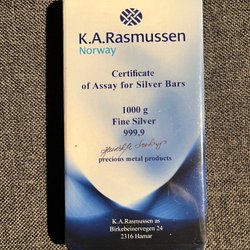 K.A.Rasmussen
Norway
Certificate
of Assay for Silver Bars
1000 g
Fine Silver
999,9
precious metal products
K.A.Rasmussen as
Birkebeinervegen 24
2316 Hamar